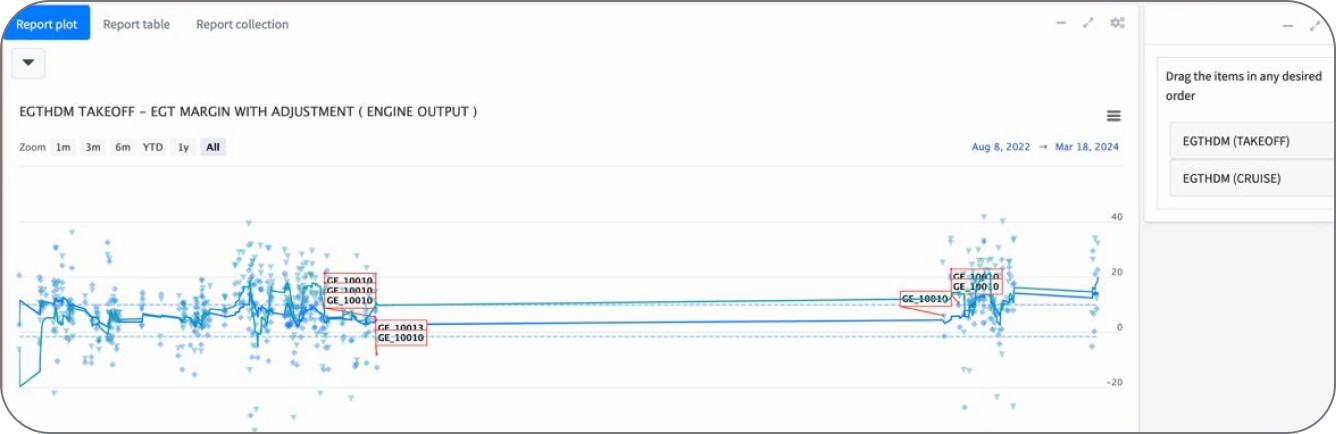 Report plot Report table Report collection
EGTHDM TAKEOFF – EGT MARGIN WITH ADJUSTMENT ( ENGINE OUTPUT )
Zoom 1m 3m 6m YTD 1y All
Aug 8, 2022 → Mar 18, 2024
40
20
0
-20
GE_10010
GE_10010
GE_10010
GE_10013
GE_10010
GE_10010
GE_10010
GE_10010
Drag the items in any desired
order
EGTHDM (TAKEOFF)
EGTHDM (CRUISE)